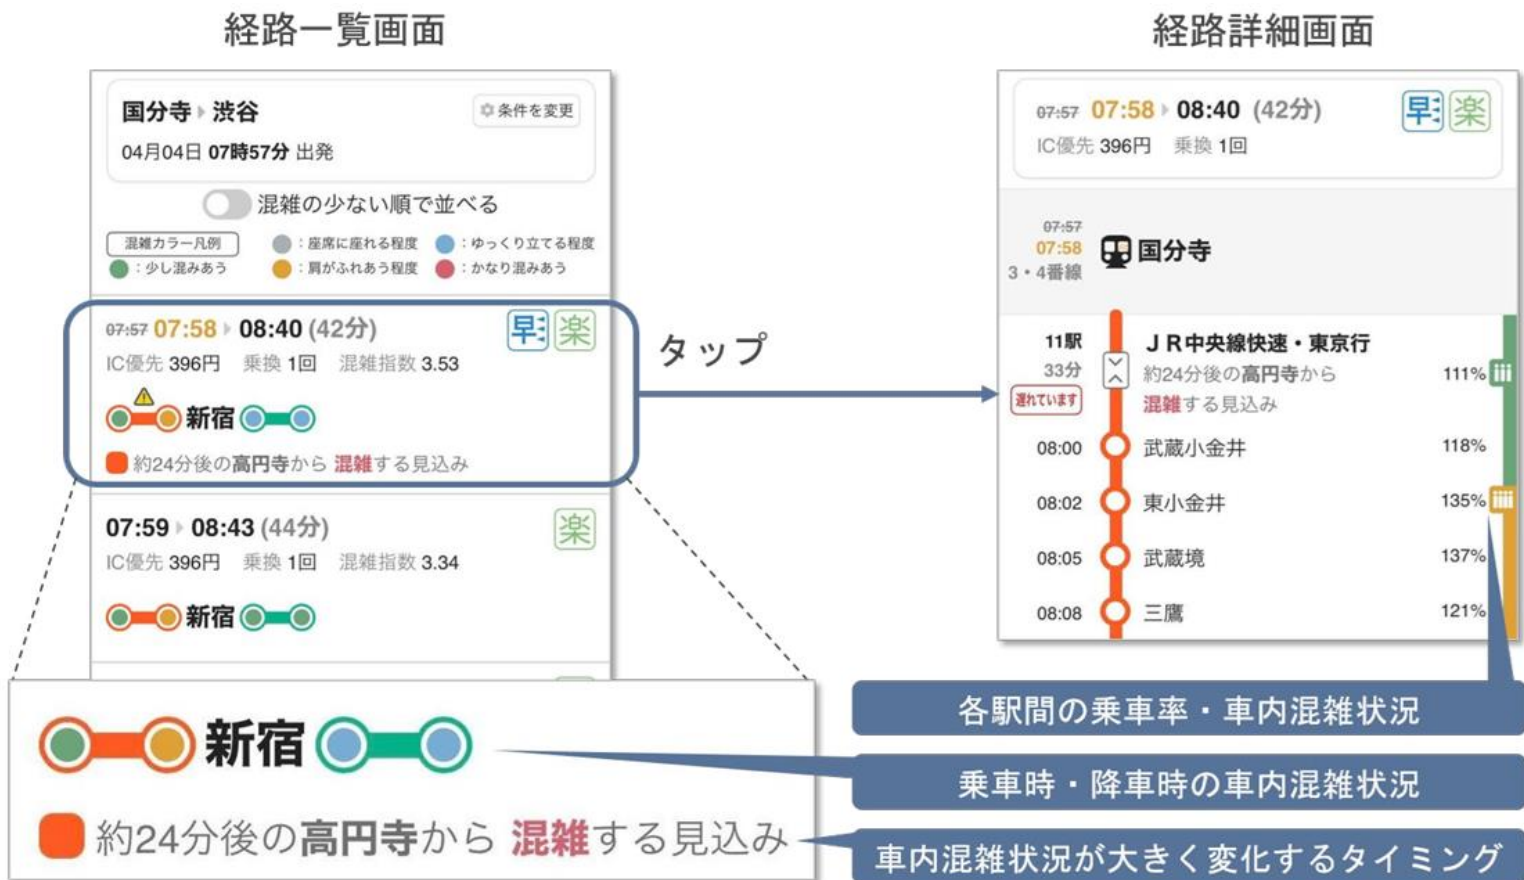 経路一覧画面
国分寺 渋谷
条件を変更
04月04日 07時57分 出発
混雑の少ない順で並べる
混雑カラー凡例
：座席に座れる程度
：ゆっくり立てる程度
：少し混みあう
：肩がふれあう程度
：かなり混みあう
07:57 07:58 08:40 (42分)
早 楽
IC優先 396円 乗換 1回 混雑指数 3.53
新宿
約24分後の高円寺から 混雑する見込み
07:59 08:43 (44分)
楽
IC優先 396円 乗換 1回 混雑指数 3.34
新宿
タップ
経路詳細画面
07:57 07:58 08:40 (42分)
早 楽
IC優先 396円 乗換 1回
07:57
07:58
3・4番線
国分寺
11駅
33分
遅れています
ＪＲ中央線快速・東京行
約24分後の高円寺から
混雑する見込み
111%
08:00 武蔵小金井 118%
08:02 東小金井 135%
08:05 武蔵境 137%
08:08 三鷹 121%
新宿
約24分後の高円寺から 混雑する見込み
各駅間の乗車率・車内混雑状況
乗車時・降車時の車内混雑状況
車内混雑状況が大きく変化するタイミング